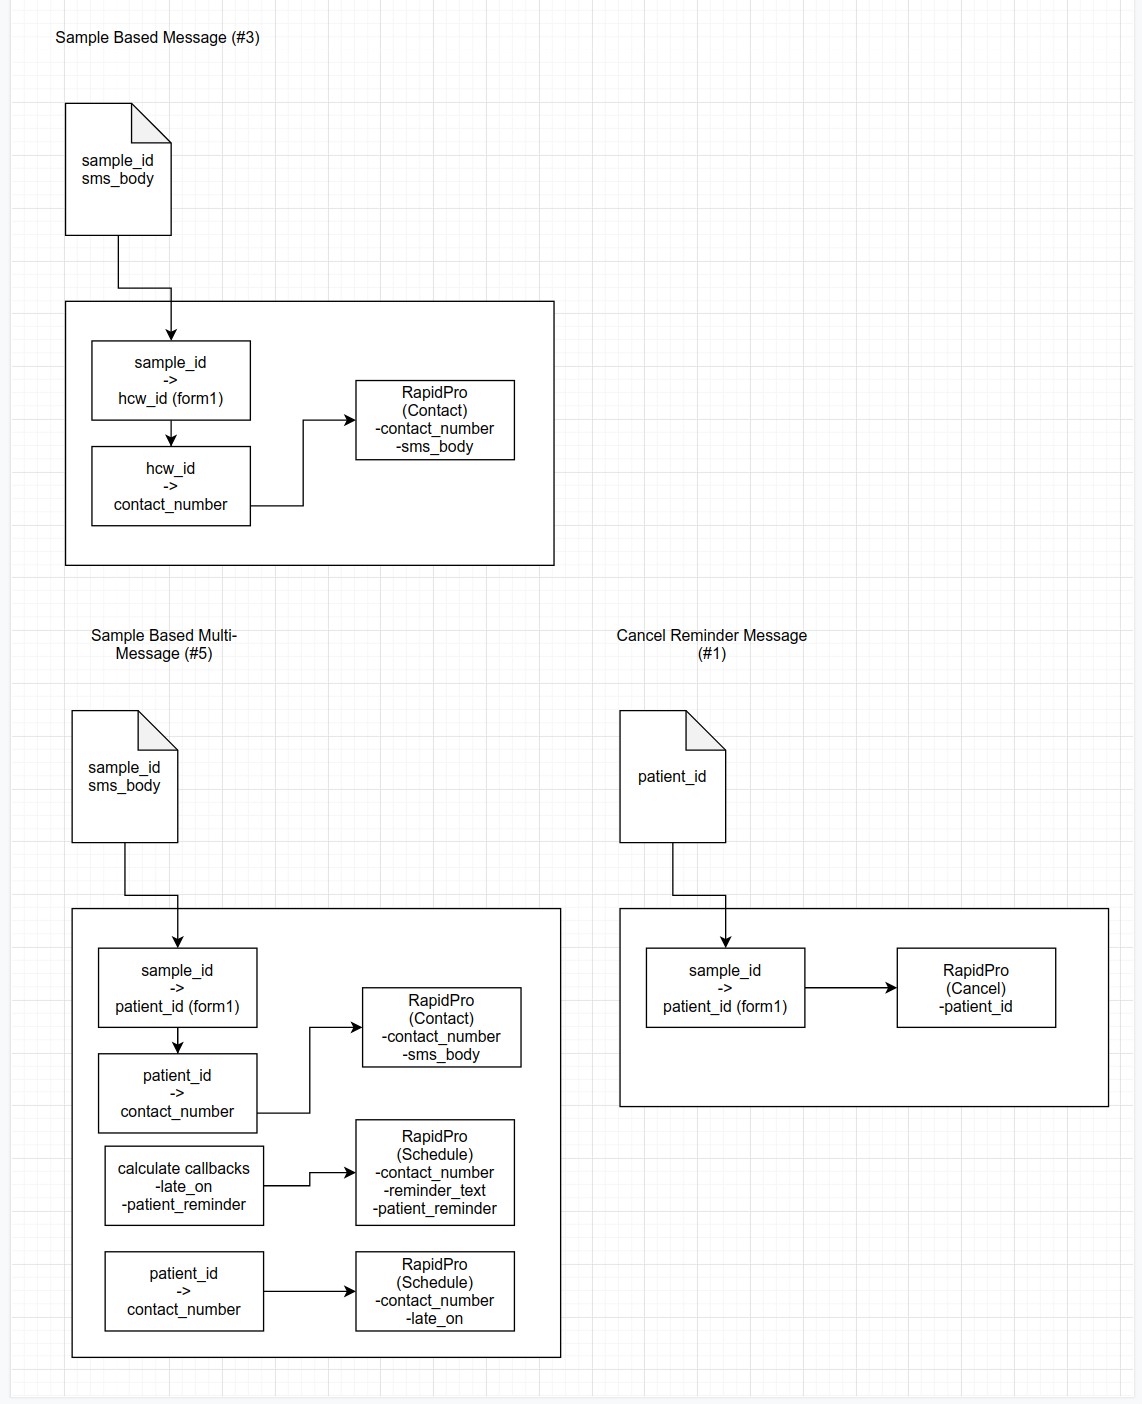 Sample Based Message (#3)
sample_id
sms_body
sample_id
->
hcw_id (form1)
hcw_id
->
contact_number
RapidPro
(Contact)
-contact_number
-sms_body
Sample Based Multi-
Message (#5)
sample_id
sms_body
sample_id
->
patient_id (form1)
patient_id
->
contact_number
RapidPro
(Contact)
-contact_number
-sms_body
calculate callbacks
-late_on
-patient_reminder
RapidPro
(Schedule)
-contact_number
-reminder_text
-patient_reminder
patient_id
->
contact_number
RapidPro
(Schedule)
-contact_number
-late_on
Cancel Reminder Message
(#1)
patient_id
sample_id
->
patient_id (form1)
RapidPro
(Cancel)
-patient_id